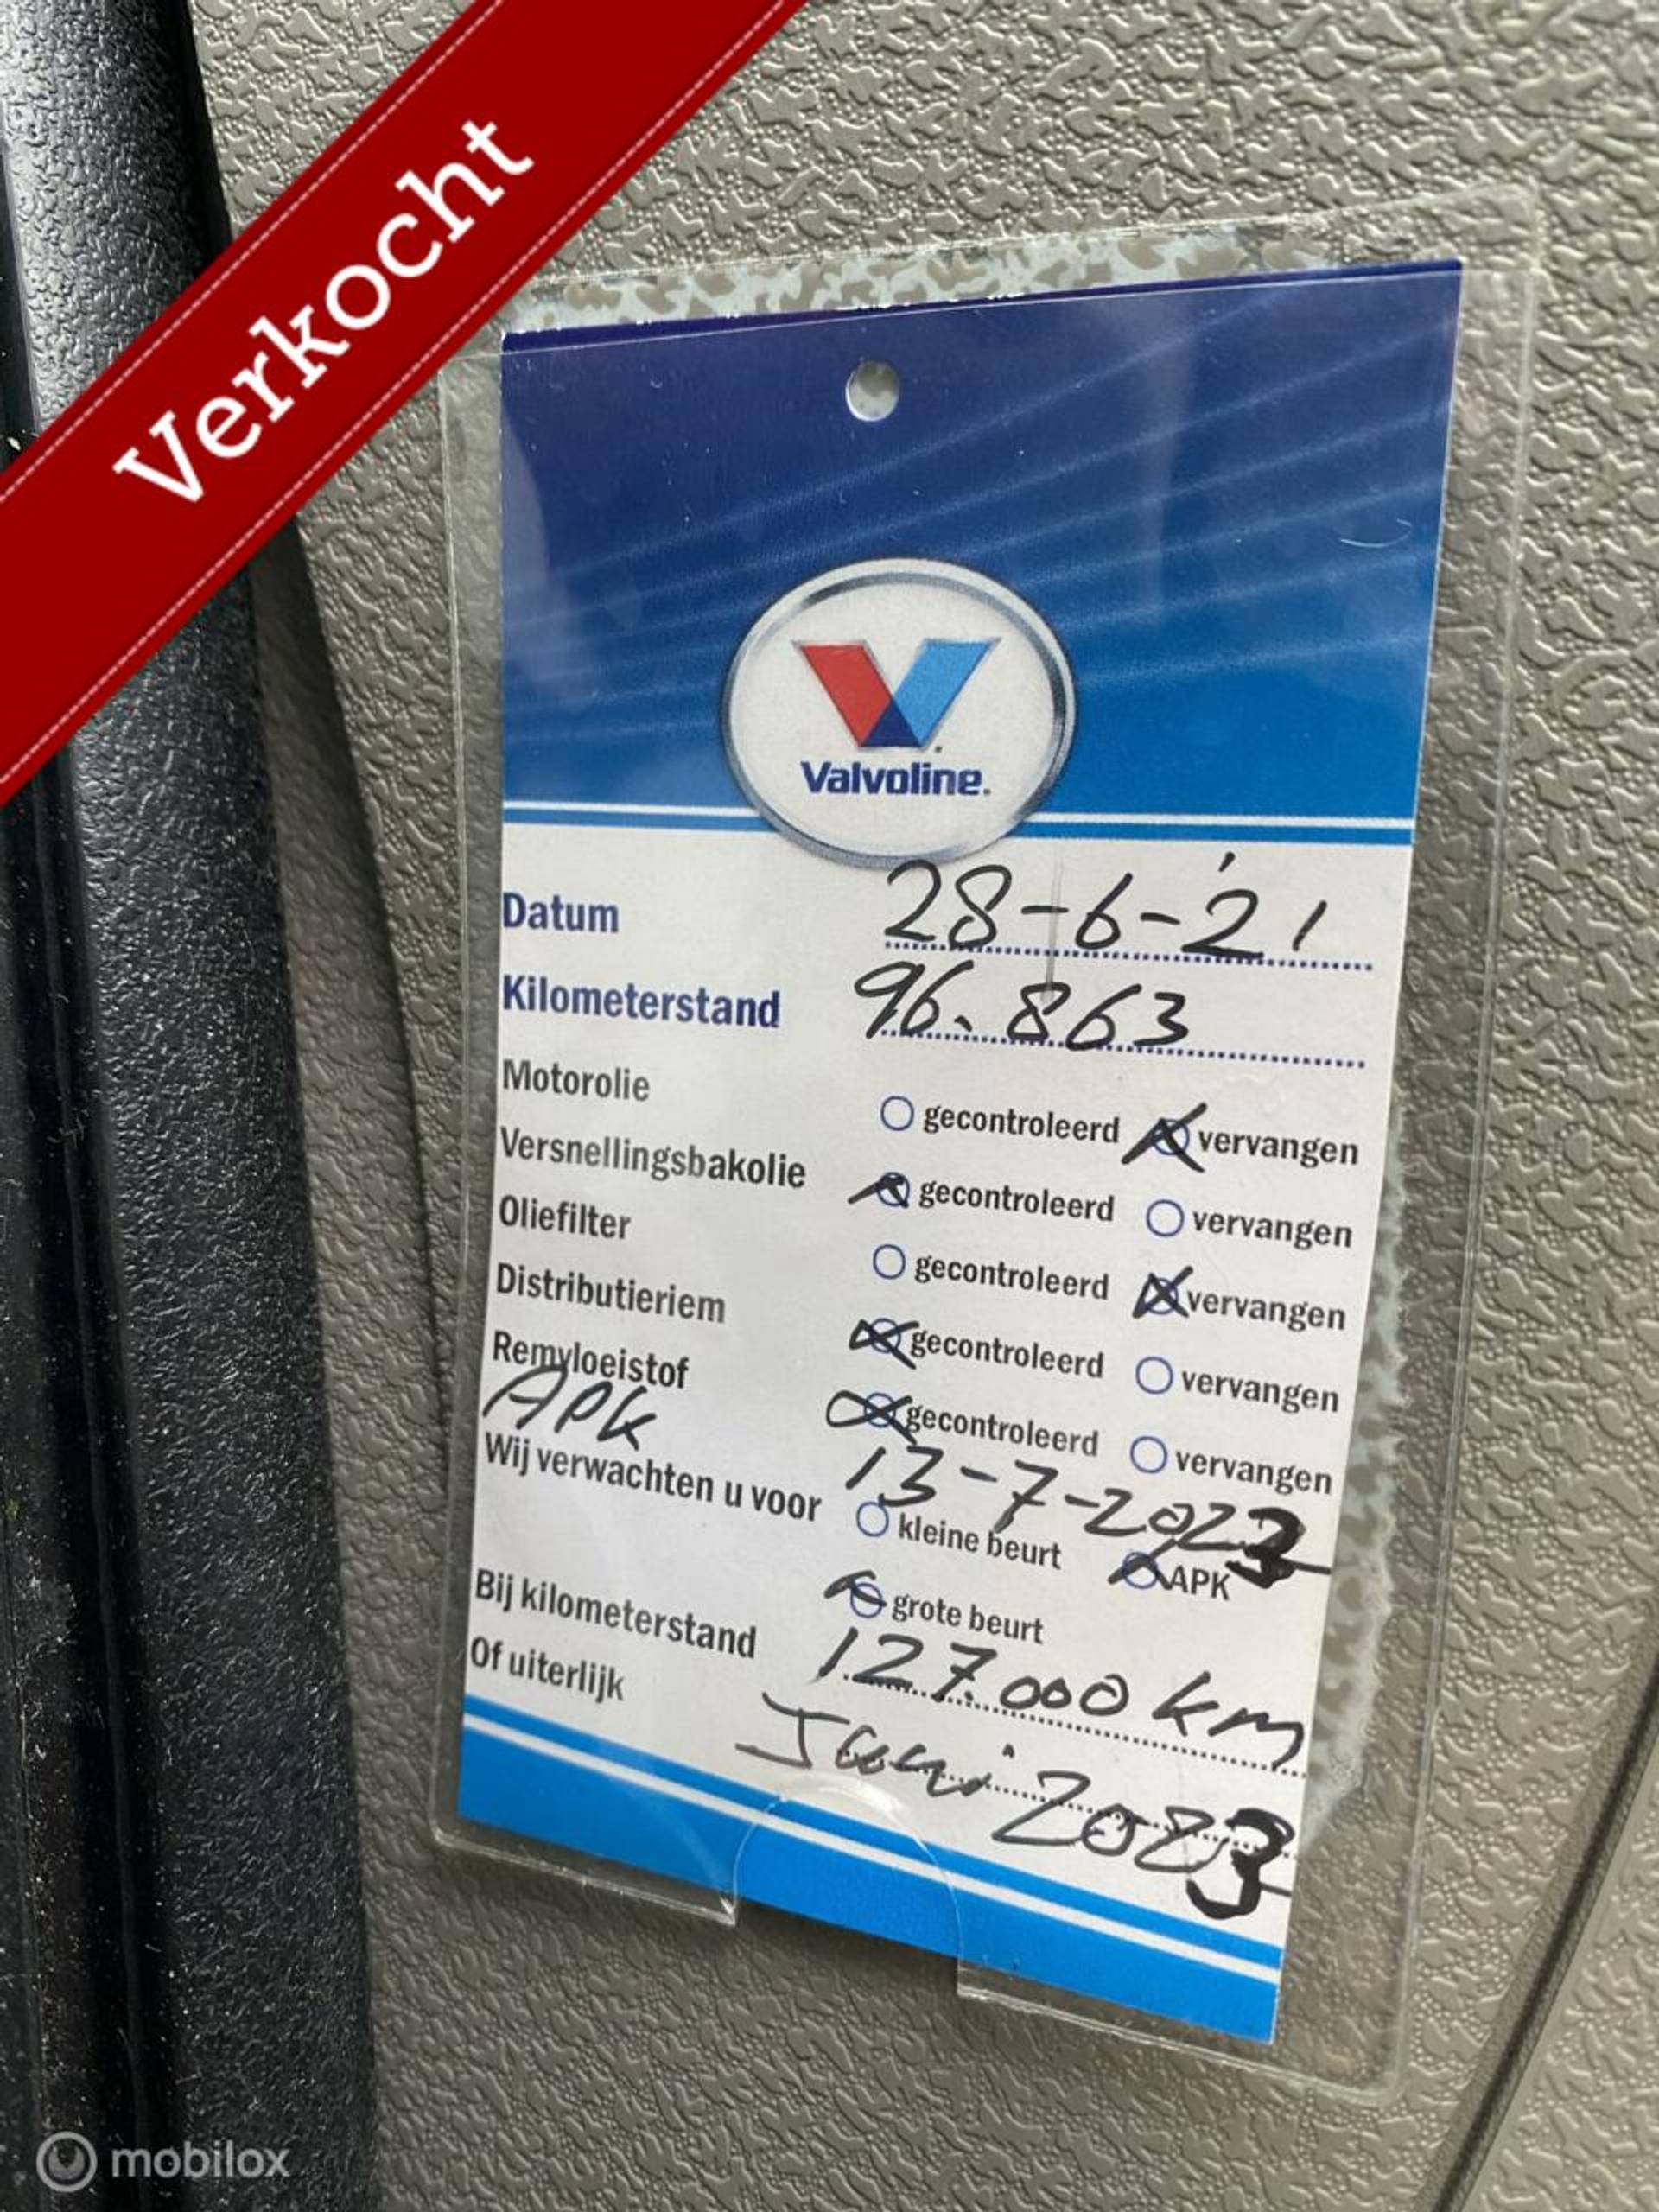 Verkocht
Valvoline.
Datum 28-6-'21
Kilometerstand 96.863
Motorolie gecontroleerd vervangen
Versnellingsbakolie gecontroleerd vervangen
Oliefilter gecontroleerd vervangen
Distributieriem gecontroleerd vervangen
Remvloeistof gecontroleerd vervangen
APK 13-7-2023
Wij verwachten u voor kleine beurt APK
grote beurt
Bij kilometerstand 127.000 km
Of uiterlijk Juni 2023
mobilox